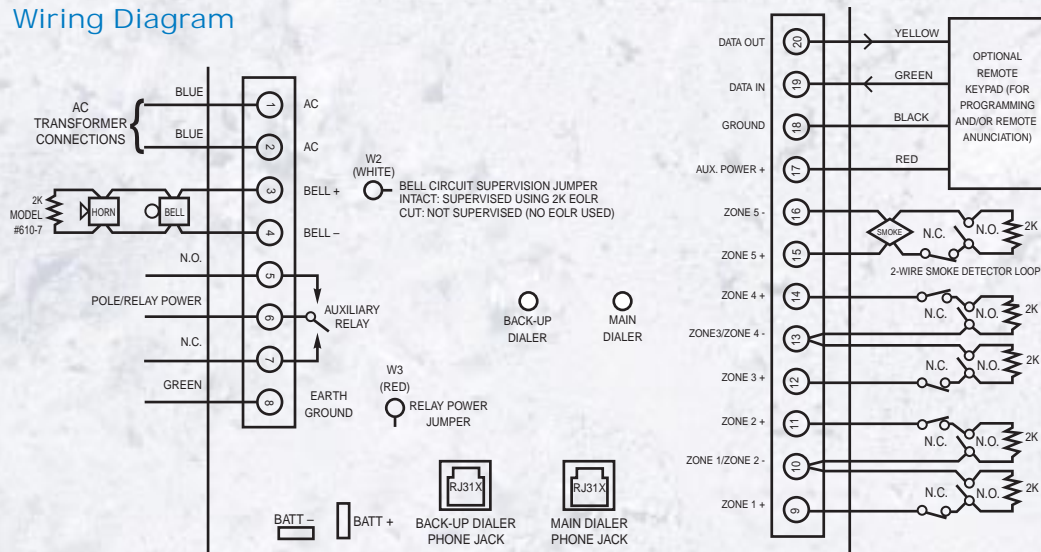 Wiring Diagram
BLUE
AC
TRANSFORMER
CONNECTIONS
BLUE
1
AC
2
AC
2K
MODEL
#610-7
HORN
BELL
3
BELL +
4
BELL –
N.O.
5
POLE/RELAY POWER
6
AUXILIARY
RELAY
N.C.
7
GREEN
8
EARTH
GROUND
W2
(WHITE)
BELL CIRCUIT SUPERVISION JUMPER
INTACT: SUPERVISED USING 2K EOLR
CUT: NOT SUPERVISED (NO EOLR USED)
BACK-UP
DIALER
MAIN
DIALER
W3
(RED)
RELAY POWER
JUMPER
BATT –
BATT +
RJ31X
BACK-UP DIALER
PHONE JACK
RJ31X
MAIN DIALER
PHONE JACK
DATA OUT
20
YELLOW
DATA IN
19
GREEN
GROUND
18
BLACK
AUX. POWER +
17
RED
OPTIONAL
REMOTE
KEYPAD (FOR
PROGRAMMING
AND/OR REMOTE
ANUNCIATION)
ZONE 5 -
16
SMOKE
N.C.
N.O.
2K
ZONE 5 +
15
2-WIRE SMOKE DETECTOR LOOP
ZONE 4 +
14
N.C.
N.O.
2K
ZONE3/ZONE 4 -
13
N.C.
N.O.
2K
ZONE 3 +
12
ZONE 2 +
11
N.C.
N.O.
2K
ZONE 1/ZONE 2 -
10
N.C.
N.O.
2K
ZONE 1 +
9